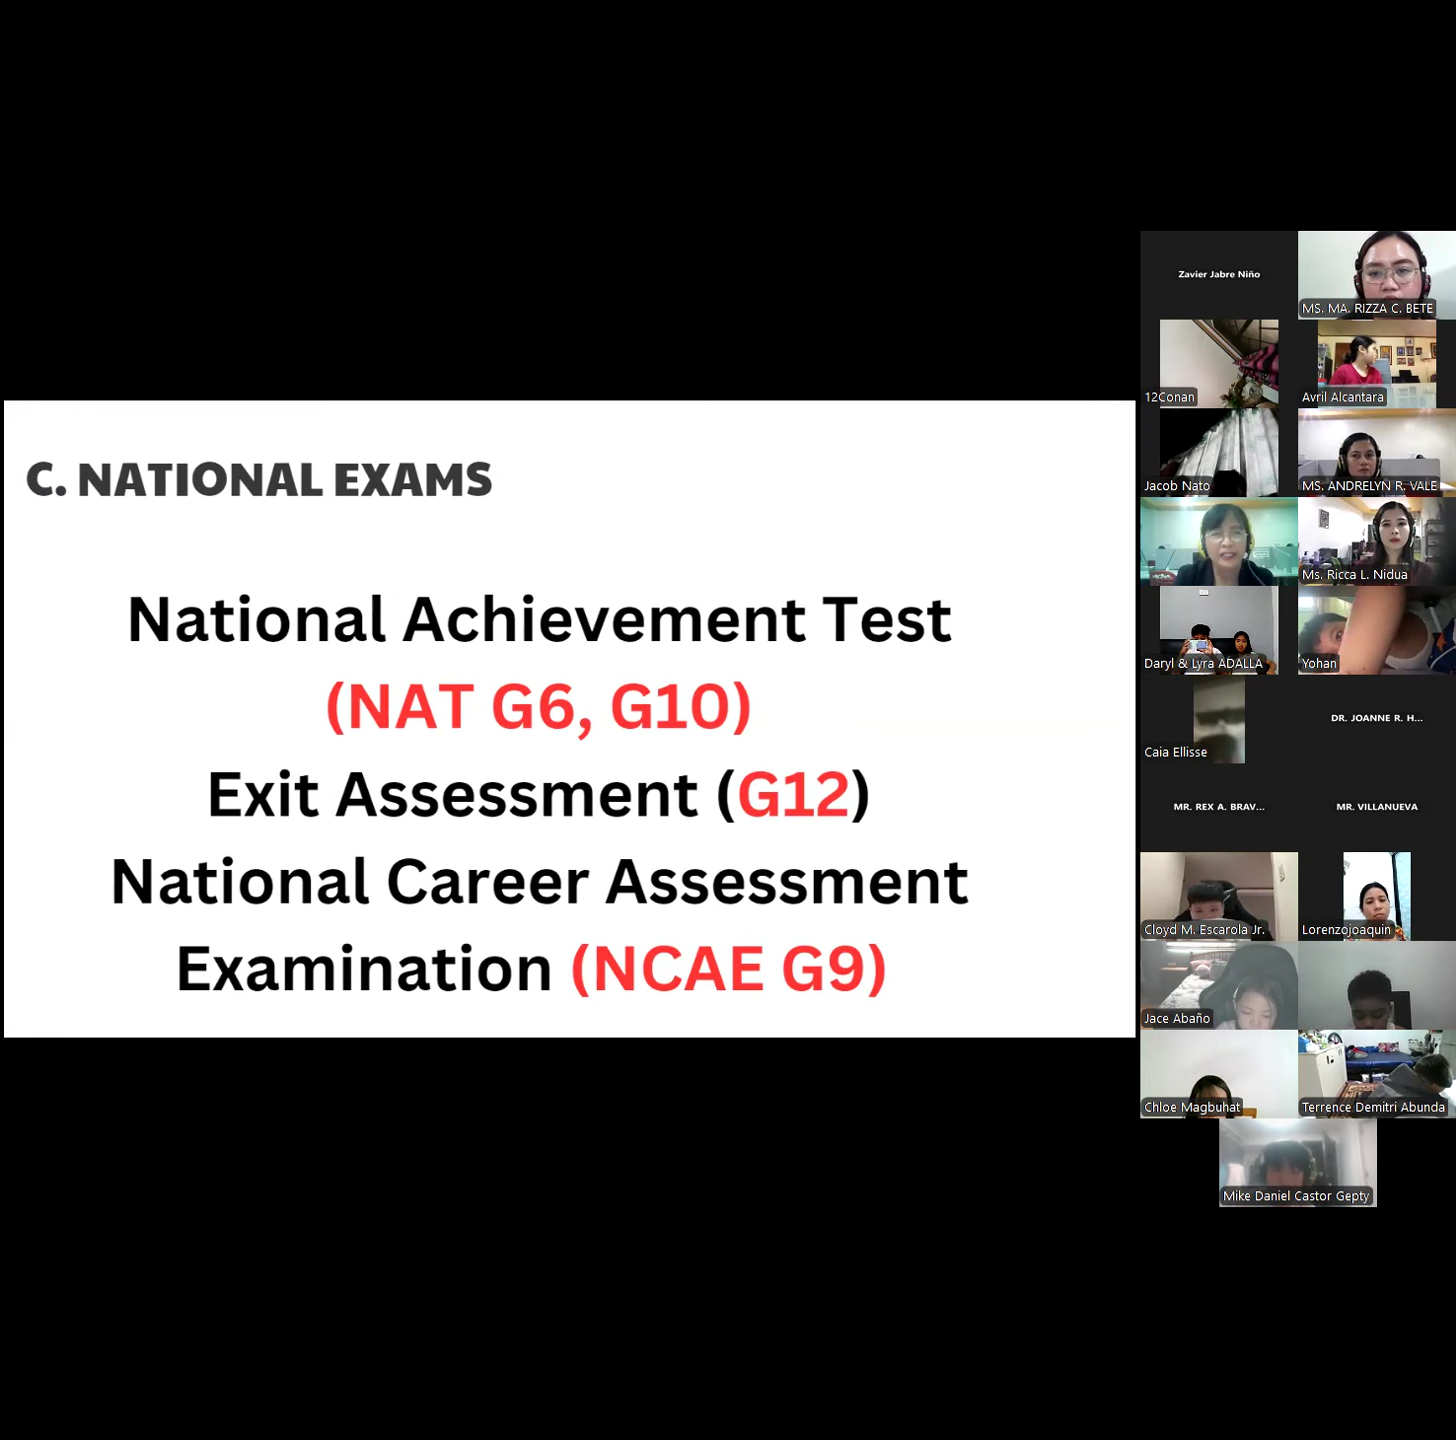 C. NATIONAL EXAMS
National Achievement Test
(NAT G6, G10)
Exit Assessment (G12)
National Career Assessment
Examination (NCAE G9)
Zavier Jabre Niño
MS. MA. RIZZA C. BETE
12Conan
Avril Alcantara
Jacob Nato
MS. ANDRELYN R. VALE
Ms. Ricca L. Nidua
Daryl & Lyra ADALLA
Yohan
Caia Ellisse
DR. JOANNE R. H...
MR. REX A. BRAV...
MR. VILLANUEVA
Cloyd M. Escarola Jr.
Lorenzojoaquin
Jace Abaño
Chloe Magbuhat
Terrence Demitri Abunda
Mike Daniel Castor Gepty